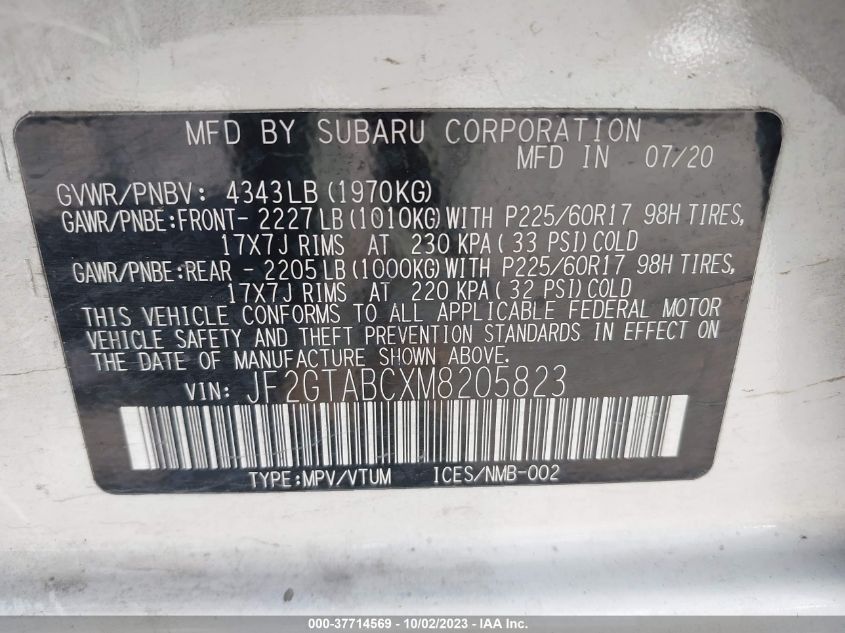 MFD BY SUBARU CORPORATION
MFD IN 07/20
GVWR/PNBV: 4343LB (1970KG)
GAWR/PNBE:FRONT- 2227LB (1010KG)WITH P225/60R17 98H TIRES,
17X7J RIMS AT 230 KPA( 33 PSI)COLD
GAWR/PNBE:REAR - 2205LB (1000KG)WITH P225/60R17 98H TIRES,
17X7J RIMS AT 220 KPA( 32 PSI)COLD
THIS VEHICLE CONFORMS TO ALL APPLICABLE FEDERAL MOTOR
VEHICLE SAFETY AND THEFT PREVENTION STANDARDS IN EFFECT ON
THE DATE OF MANUFACTURE SHOWN ABOVE.
VIN: JF2GTABCXM8205823
TYPE:MPV/VTUM ICES/NMB-002
000-37714569 - 10/02/2023 - IAA Inc.